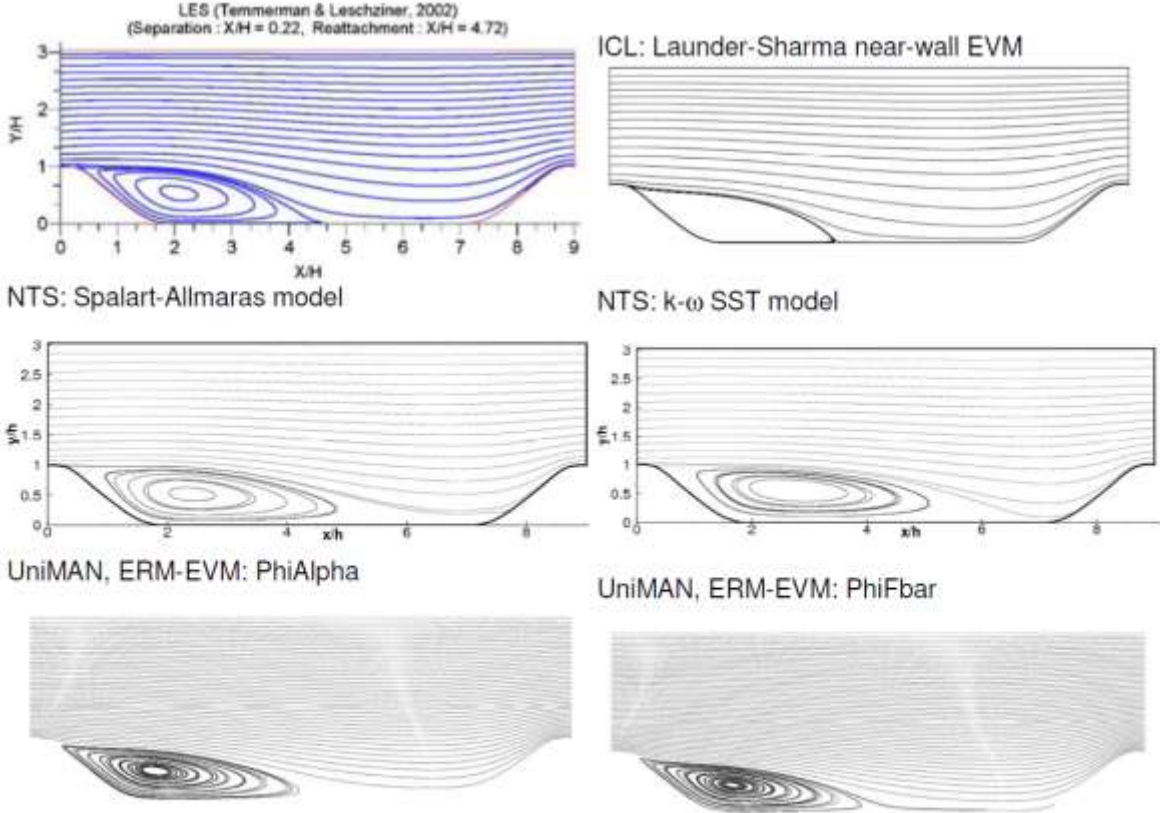 LES (Temmerman & Leschziner, 2002)
(Separation : X/H = 0.22, Reattachment : X/H = 4.72)
3
2
1
0
Y/H
0 1 2 3 4 5 6 7 8 9
X/H
ICL: Launder-Sharma near-wall EVM
NTS: Spalart-Allmaras model
3
2.5
2
1.5
1
0.5
0
y/h
2 4 6 8
x/h
NTS: k-ω SST model
3
2.5
2
1.5
1
0.5
0
y/h
0 2 4 6 8
x/h
UniMAN, ERM-EVM: PhiAlpha
UniMAN, ERM-EVM: PhiFbar